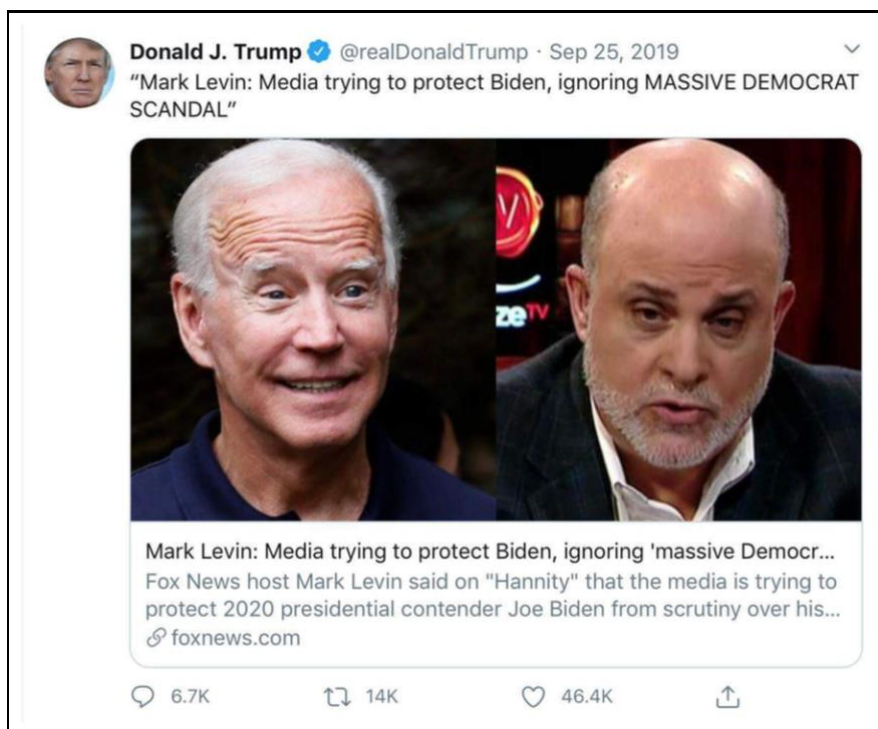 Donald J. Trump @realDonaldTrump · Sep 25, 2019
“Mark Levin: Media trying to protect Biden, ignoring MASSIVE DEMOCRAT
SCANDAL”
V
zeTV
Mark Levin: Media trying to protect Biden, ignoring 'massive Democr...
Fox News host Mark Levin said on "Hannity" that the media is trying to
protect 2020 presidential contender Joe Biden from scrutiny over his...
foxnews.com
6.7K 14K 46.4K